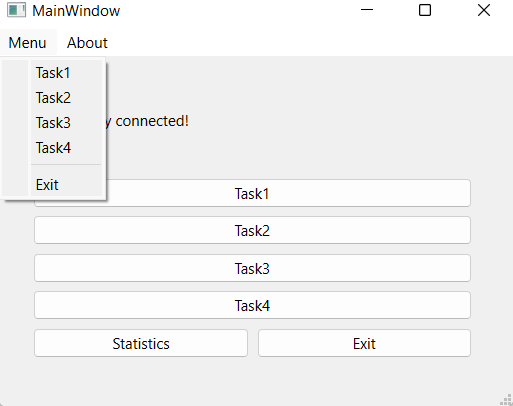 MainWindow
Menu About
Task1
Task2
Task3
Task4
Exit
connected!
Task1
Task2
Task3
Task4
Statistics Exit